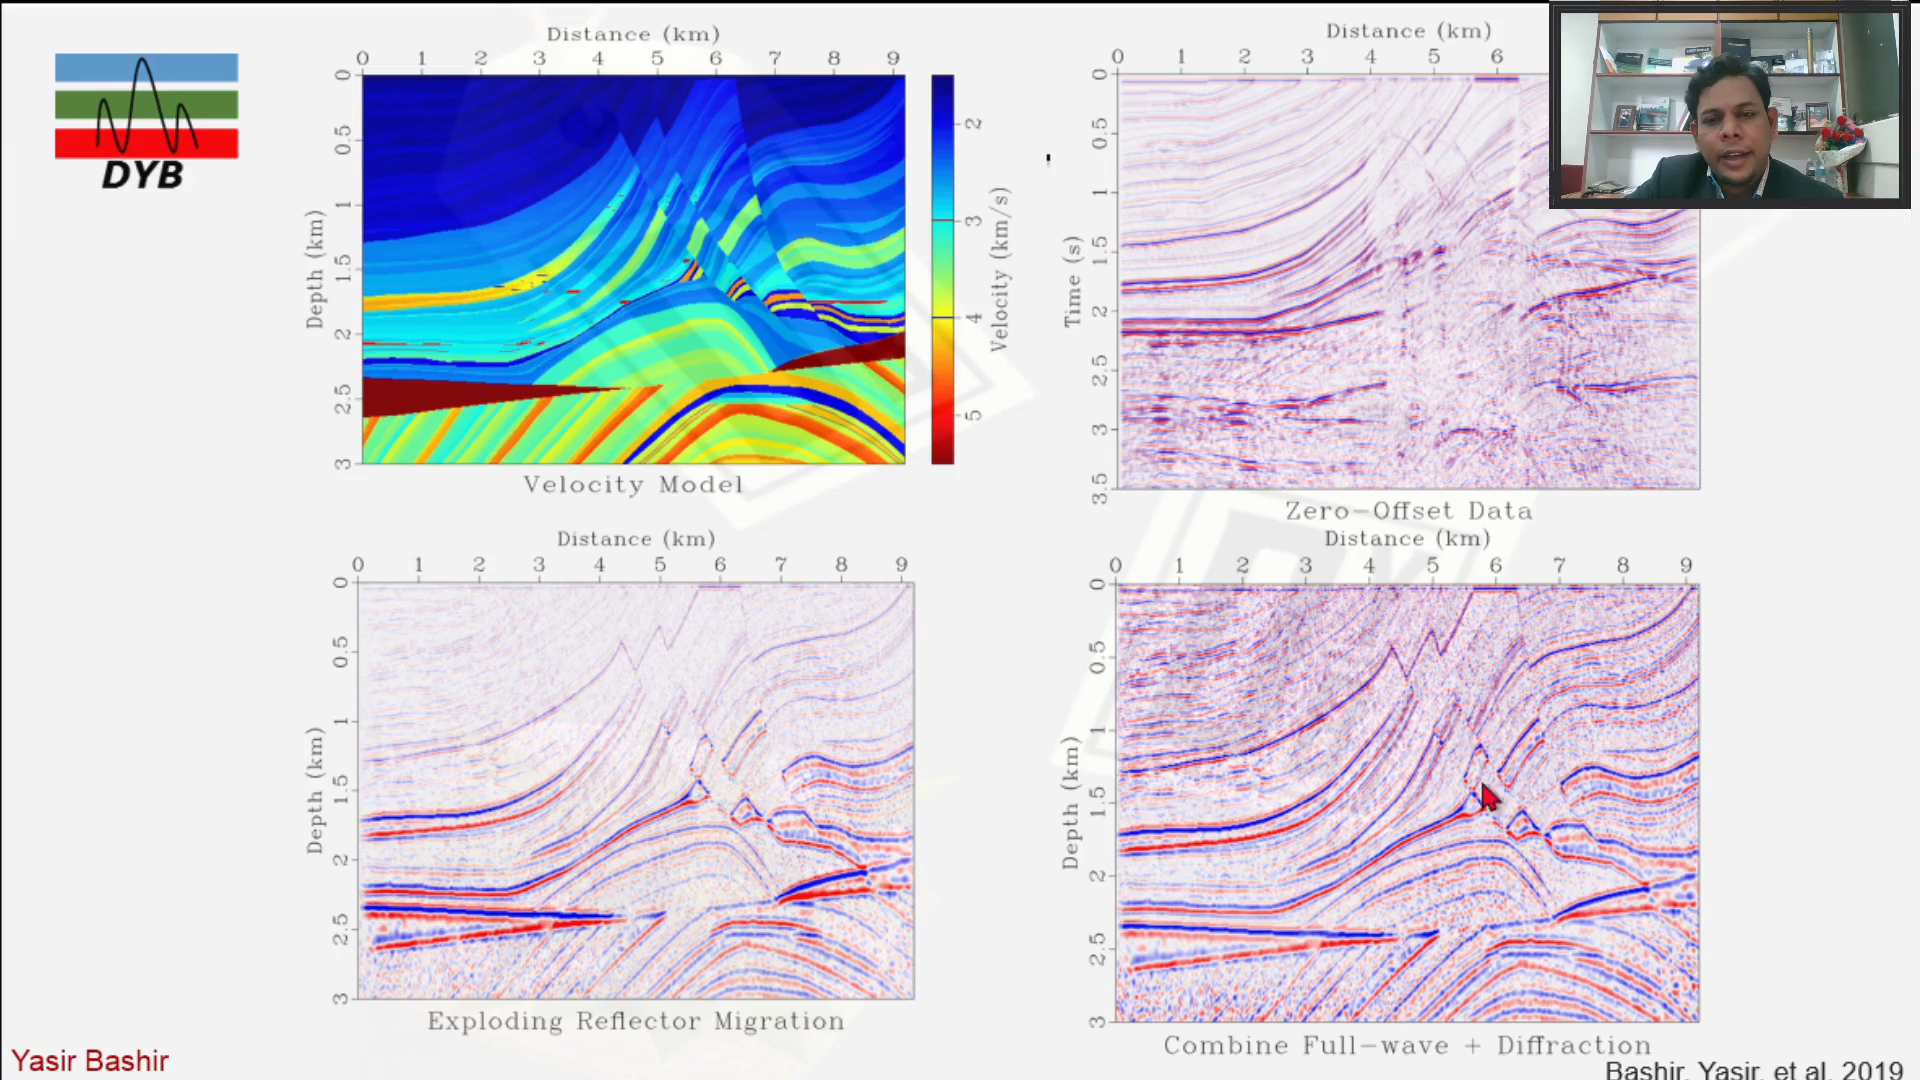 DYB
Distance (km)
0 1 2 3 4 5 6 7 8 9
Depth (km)
0 0.5 1 1.5 2 2.5 3
Velocity (km/s)
2 3 4 5
Velocity Model
Distance (km)
0 1 2 3 4 5 6
Time (s)
0 0.5 1 1.5 2 2.5 3 3.5
Zero-Offset Data
Distance (km)
0 1 2 3 4 5 6 7 8 9
Depth (km)
0 0.5 1 1.5 2 2.5 3
Exploding Reflector Migration
Distance (km)
0 1 2 3 4 5 6 7 8 9
Depth (km)
0 0.5 1 1.5 2 2.5 3
Combine Full-wave + Diffraction
Yasir Bashir
Bashir, Yasir, et al. 2019